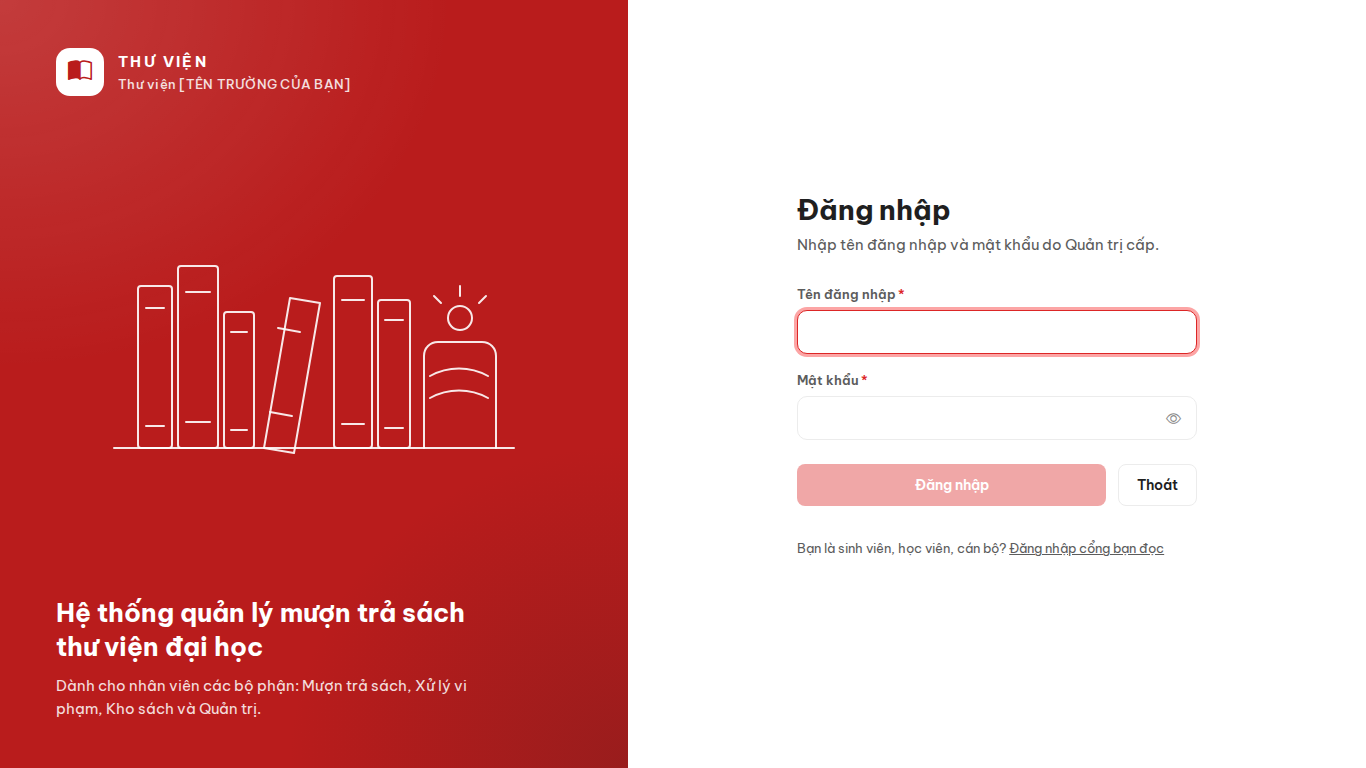 THƯ VIỆN
Thư viện [TÊN TRƯỜNG CỦA BẠN]
Hệ thống quản lý mượn trả sách
thư viện đại học
Dành cho nhân viên các bộ phận: Mượn trả sách, Xử lý vi
phạm, Kho sách và Quản trị.
Đăng nhập
Nhập tên đăng nhập và mật khẩu do Quản trị cấp.
Tên đăng nhập *
Mật khẩu *
Đăng nhập
Thoát
Bạn là sinh viên, học viên, cán bộ? Đăng nhập cổng bạn đọc